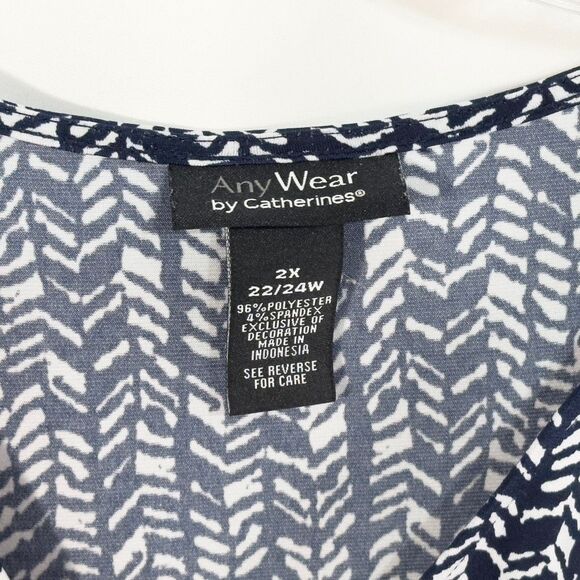 AnyWear
by Catherines®
2X
22/24W
96%POLYESTER
4%SPANDEX
EXCLUSIVE OF
DECORATION
MADE IN
INDONESIA
SEE REVERSE
FOR CARE